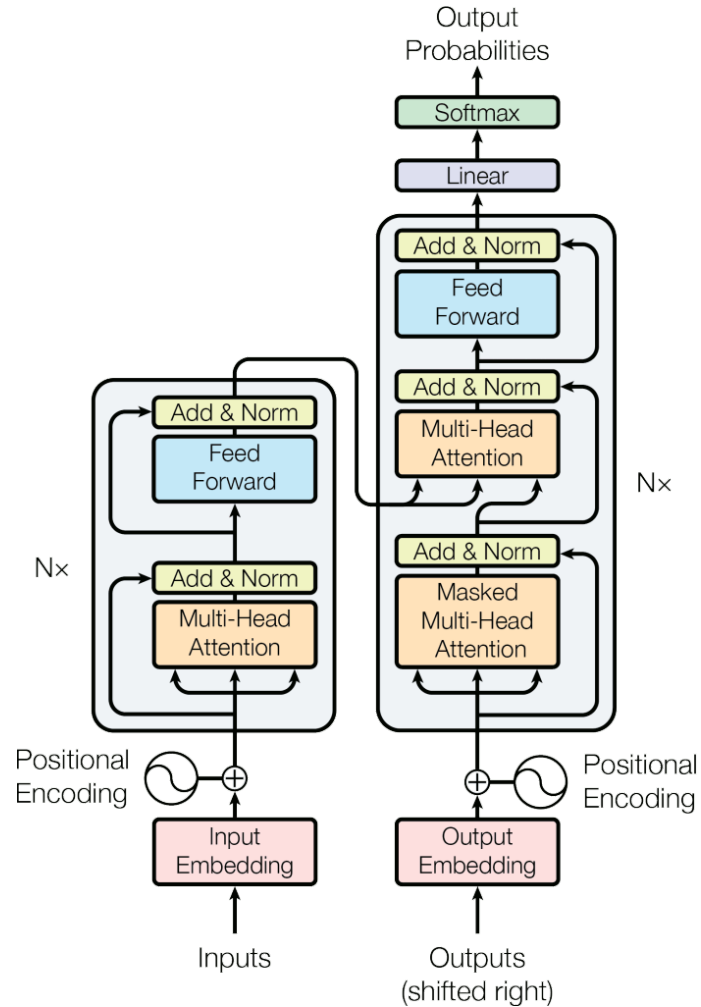 Output
Probabilities
Softmax
Linear
Add & Norm
Feed
Forward
Add & Norm
Multi-Head
Attention
Add & Norm
Masked
Multi-Head
Attention
Nx
Add & Norm
Feed
Forward
Add & Norm
Multi-Head
Attention
Nx
Positional
Encoding
Positional
Encoding
Input
Embedding
Output
Embedding
Inputs
Outputs
(shifted right)